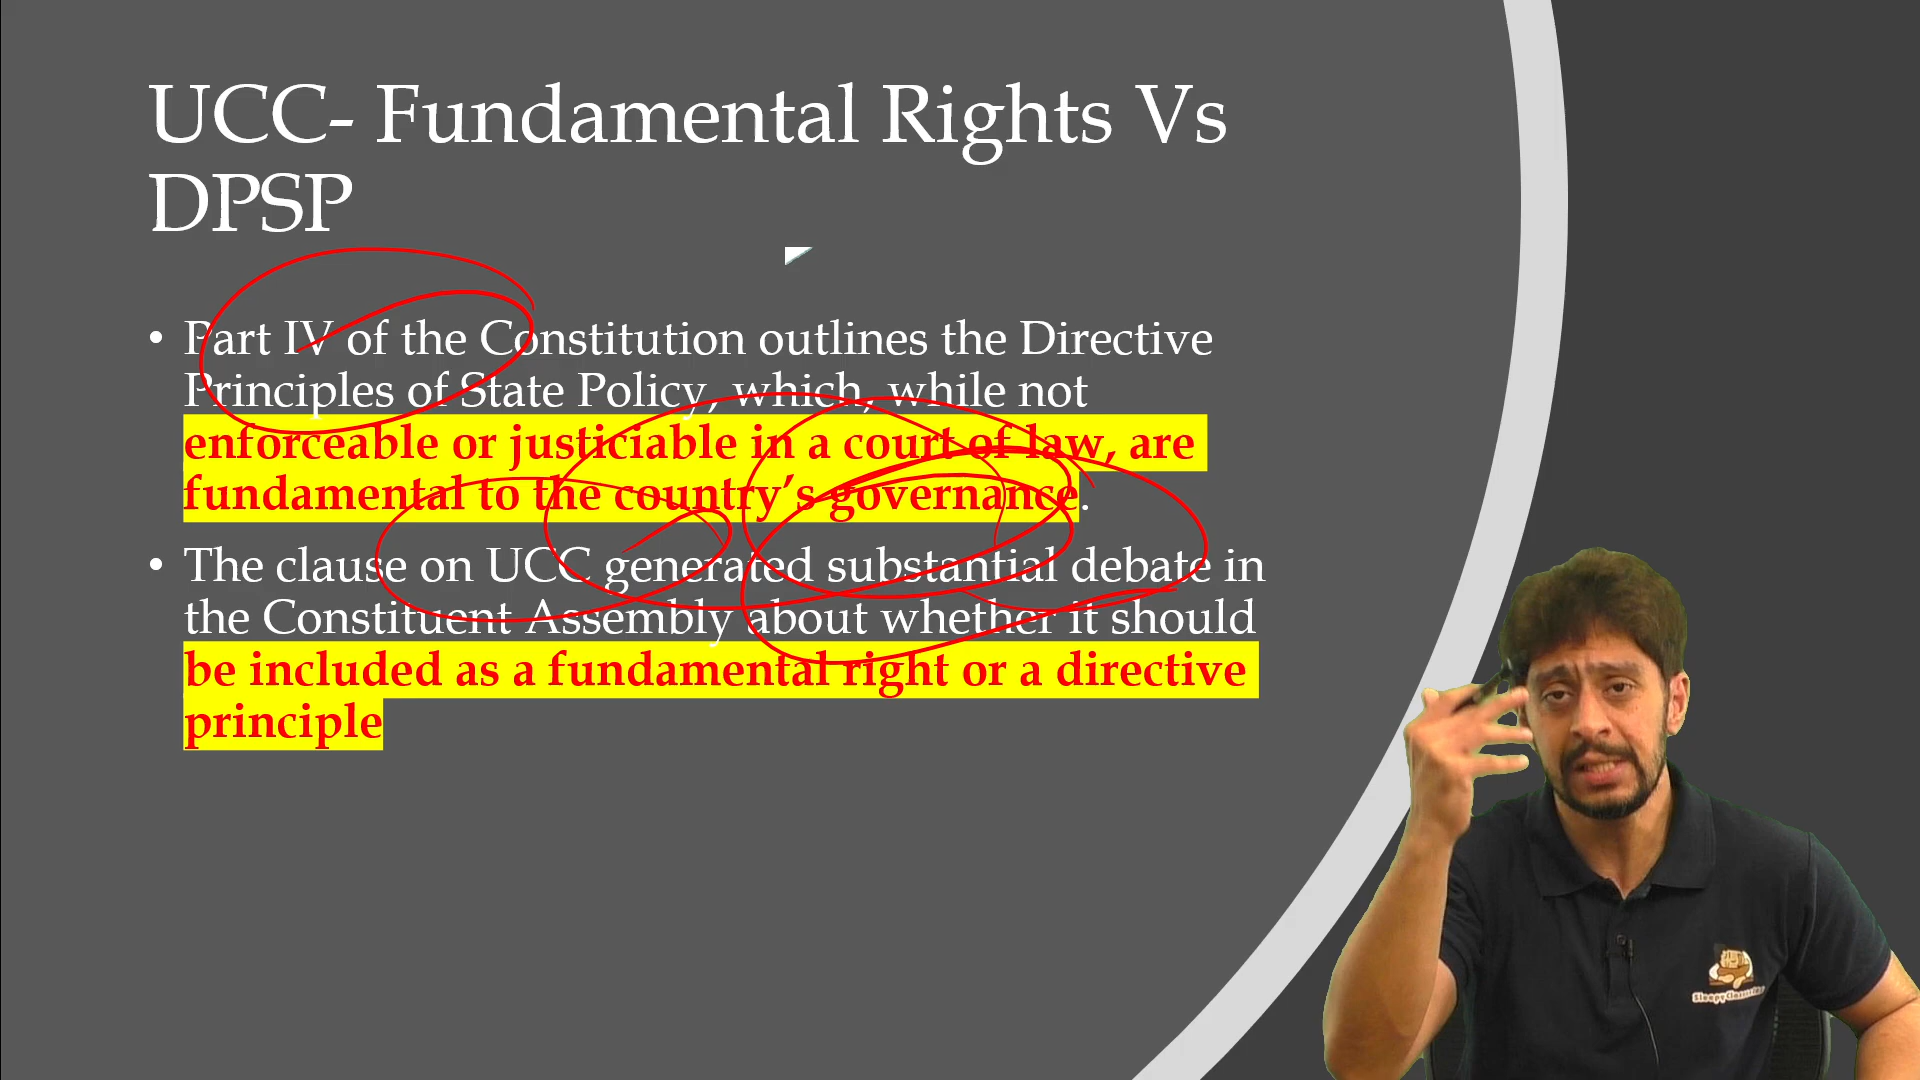 UCC- Fundamental Rights Vs
DPSP
• Part IV of the Constitution outlines the Directive
Principles of State Policy, which, while not
enforceable or justiciable in a court of law, are
fundamental to the country’s governance.
• The clause on UCC generated substantial debate in
the Constituent Assembly about whether it should
be included as a fundamental right or a directive
principle